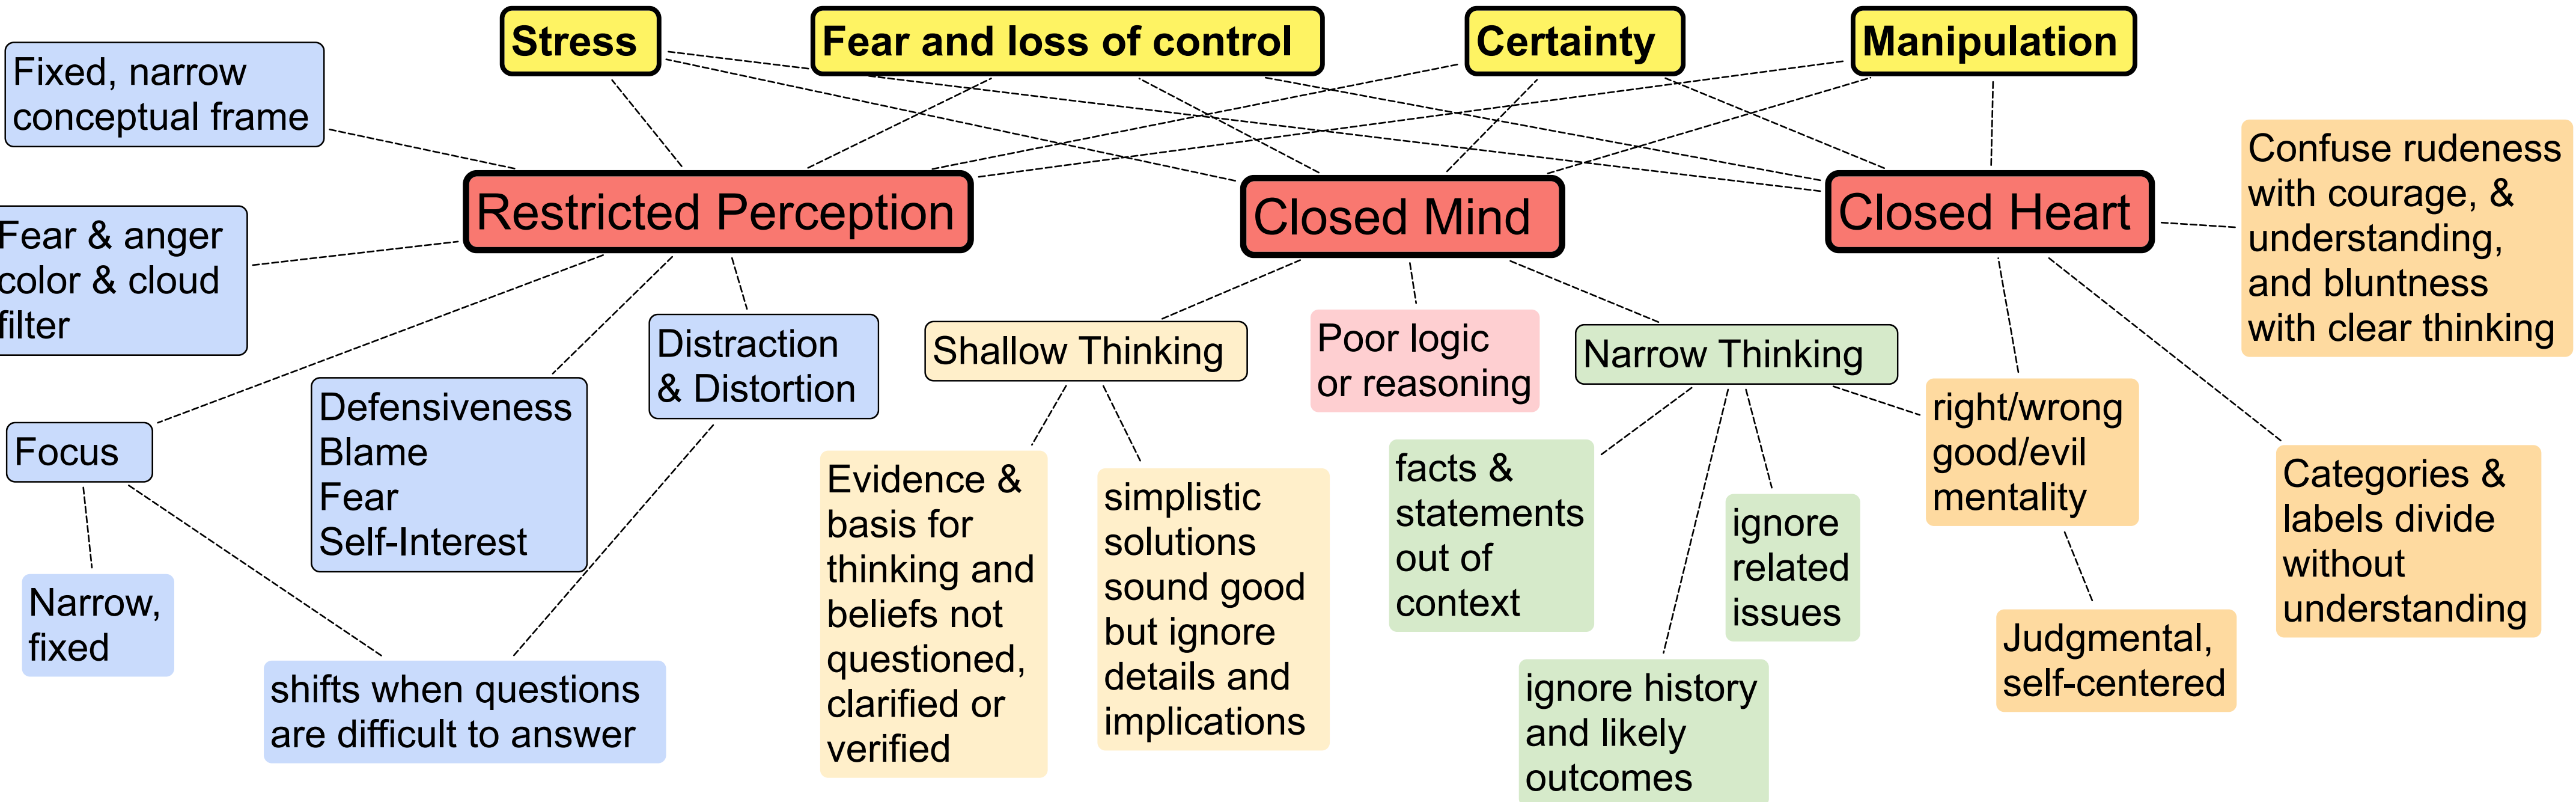 Stress
Fear and loss of control
Certainty
Manipulation
Fixed, narrow
conceptual frame
Restricted Perception
Closed Mind
Closed Heart
Confuse rudeness
with courage, &
understanding,
and bluntness
with clear thinking
Fear & anger
color & cloud
filter
Distraction
& Distortion
Shallow Thinking
Poor logic
or reasoning
Narrow Thinking
Focus
Defensiveness
Blame
Fear
Self-Interest
right/wrong
good/evil
mentality
Categories &
labels divide
without
understanding
Evidence &
basis for
thinking and
beliefs not
questioned,
clarified or
verified
simplistic
solutions
sound good
but ignore
details and
implications
facts &
statements
out of
context
ignore
related
issues
Narrow,
fixed
shifts when questions
are difficult to answer
ignore history
and likely
outcomes
Judgmental,
self-centered